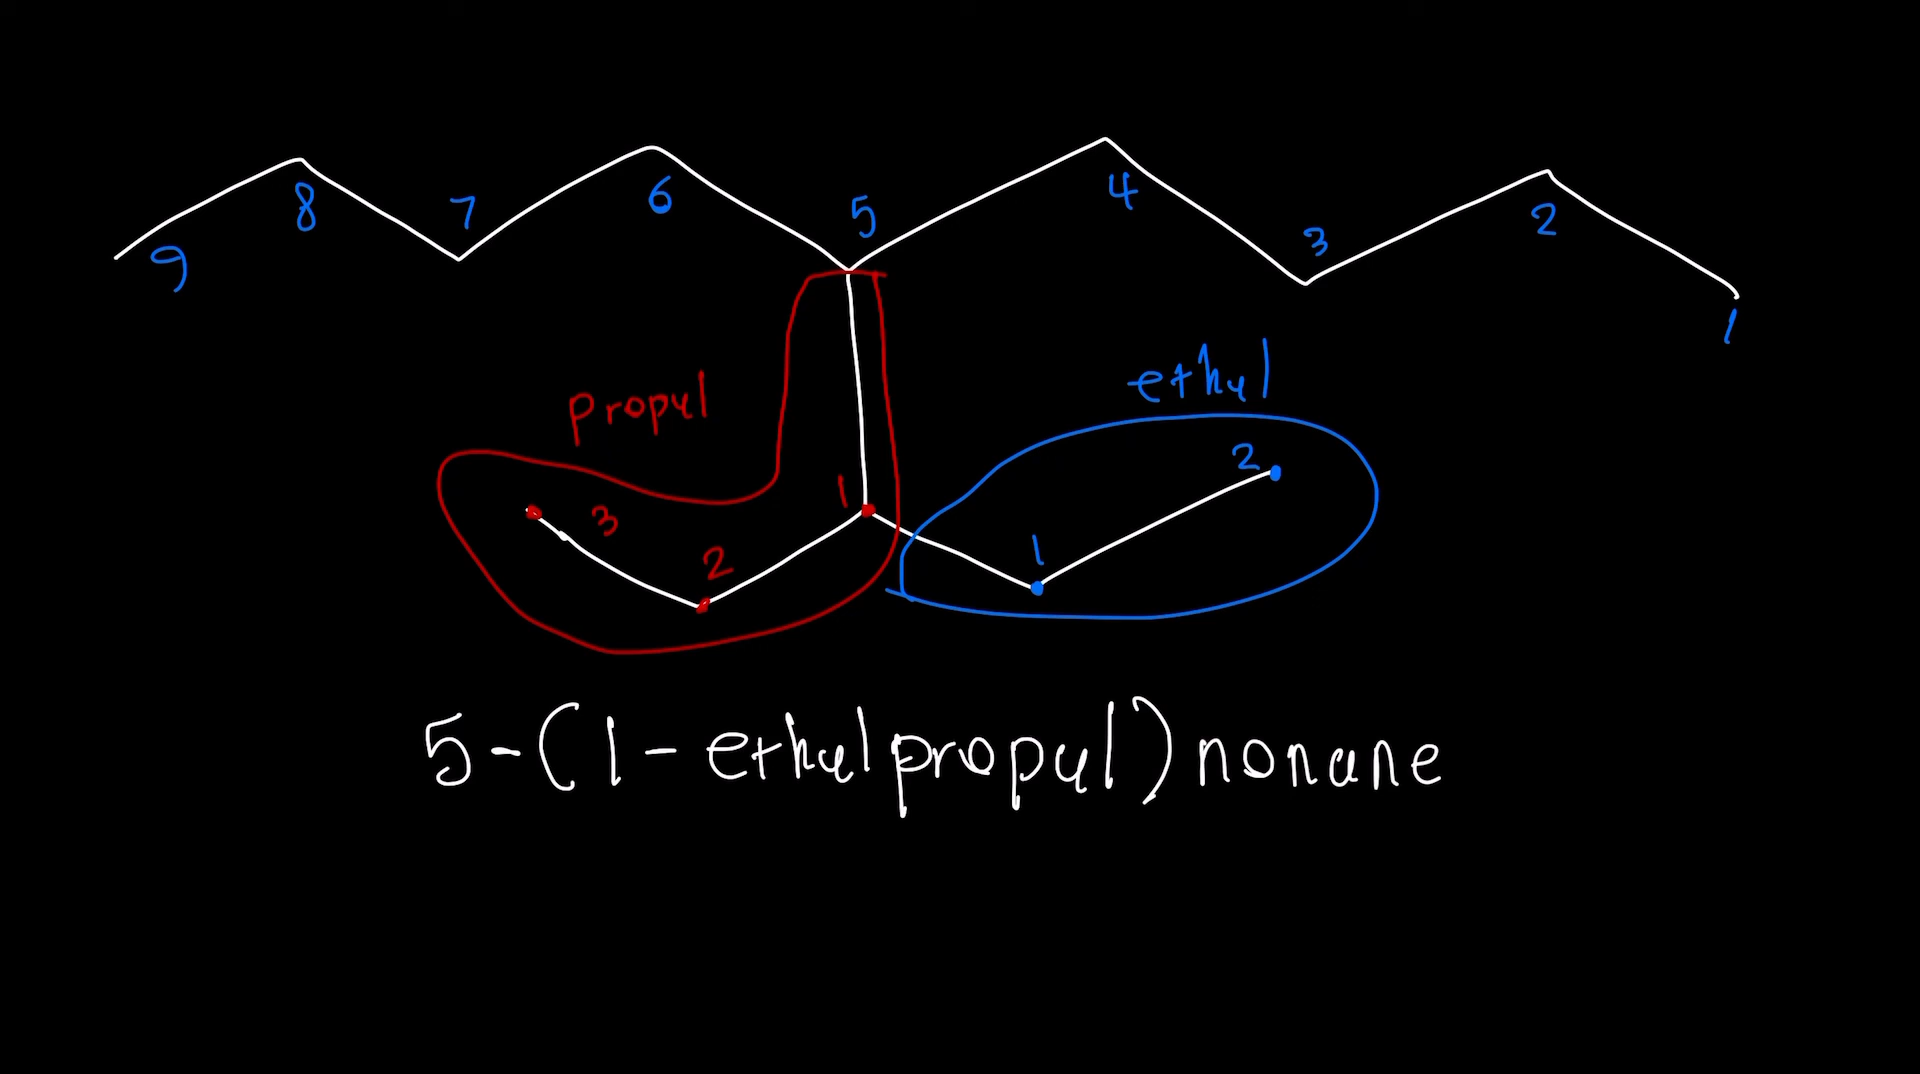 9 8 7 6 5 4 3 2 1
propyl
ethyl
3 2 1
1 2
5-(1-ethylpropyl)nonane